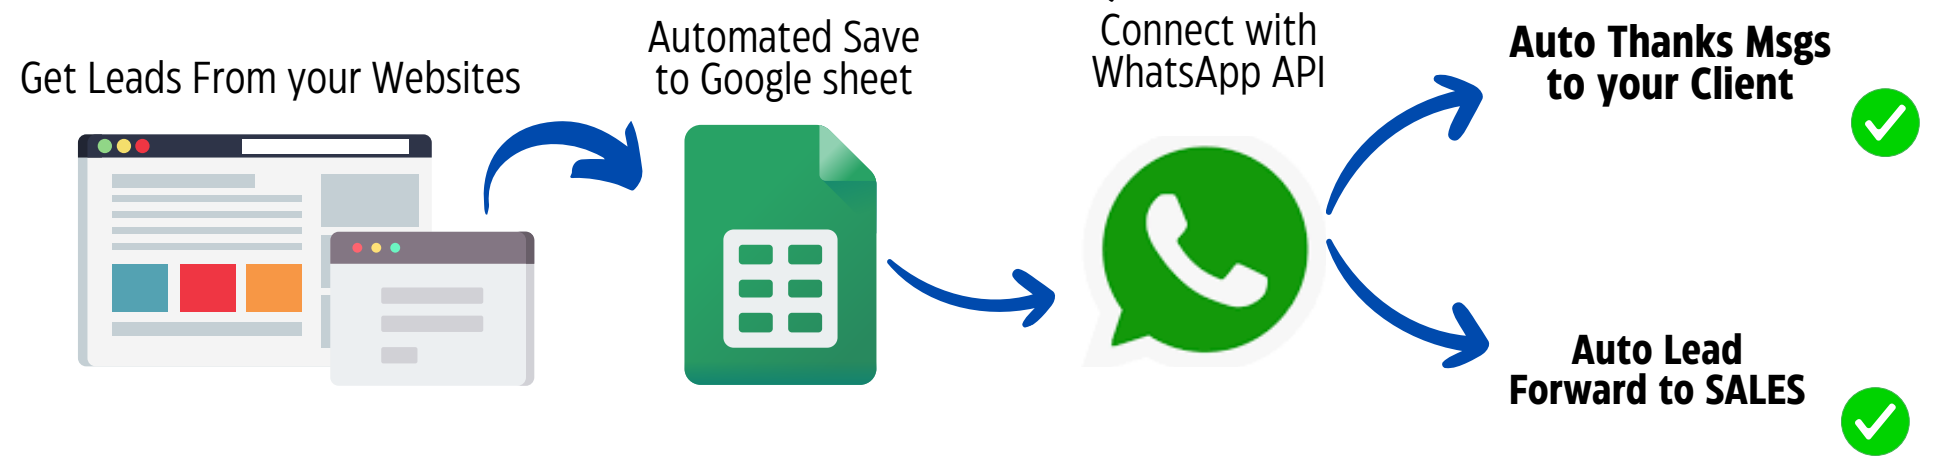 Get Leads From your Websites
Automated Save
to Google sheet
Connect with
WhatsApp API
Auto Thanks Msgs
to your Client
Auto Lead
Forward to SALES